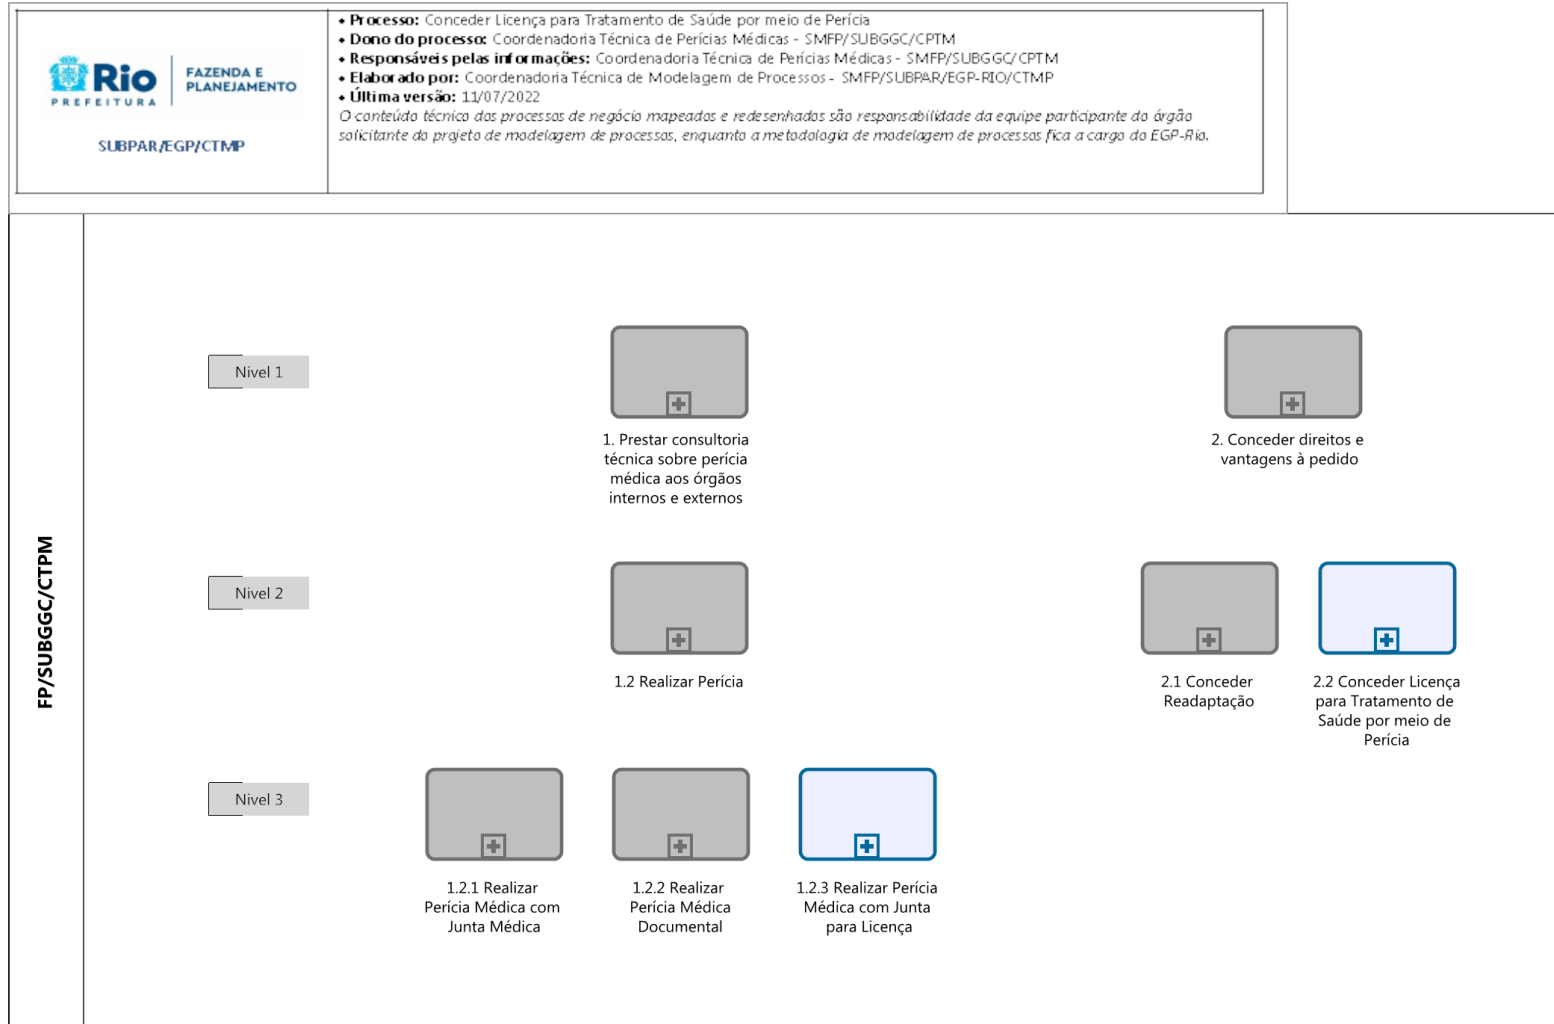 Rio
PREFEITURA
FAZENDA E
PLANEJAMENTO
SUBPAR/EGP/CTMP
• Processo: Conceder Licença para Tratamento de Saúde por meio de Perícia
• Dono do processo: Coordenadoria Técnica de Perícias Médicas - SMFP/SUBGGC/CPTM
• Responsáveis pelas informações: Coordenadoria Técnica de Perícias Médicas - SMFP/SUBGGC/CPTM
• Elaborado por: Coordenadoria Técnica de Modelagem de Processos - SMFP/SUBPAR/EGP-RIO/CTMP
• Última versão: 11/07/2022
O conteúdo técnico dos processos de negócio mapeados e redesenhados são responsabilidade da equipe participante do órgão
solicitante do projeto de modelagem de processos, enquanto a metodologia de modelagem de processos fica a cargo do EGP-Rio.
FP/SUBGGC/CTPM
Nivel 1
1. Prestar consultoria
técnica sobre perícia
médica aos órgãos
internos e externos
2. Conceder direitos e
vantagens à pedido
Nivel 2
1.2 Realizar Perícia
2.1 Conceder
Readaptação
2.2 Conceder Licença
para Tratamento de
Saúde por meio de
Perícia
Nivel 3
1.2.1 Realizar
Perícia Médica com
Junta Médica
1.2.2 Realizar
Perícia Médica
Documental
1.2.3 Realizar Perícia
Médica com Junta
para Licença